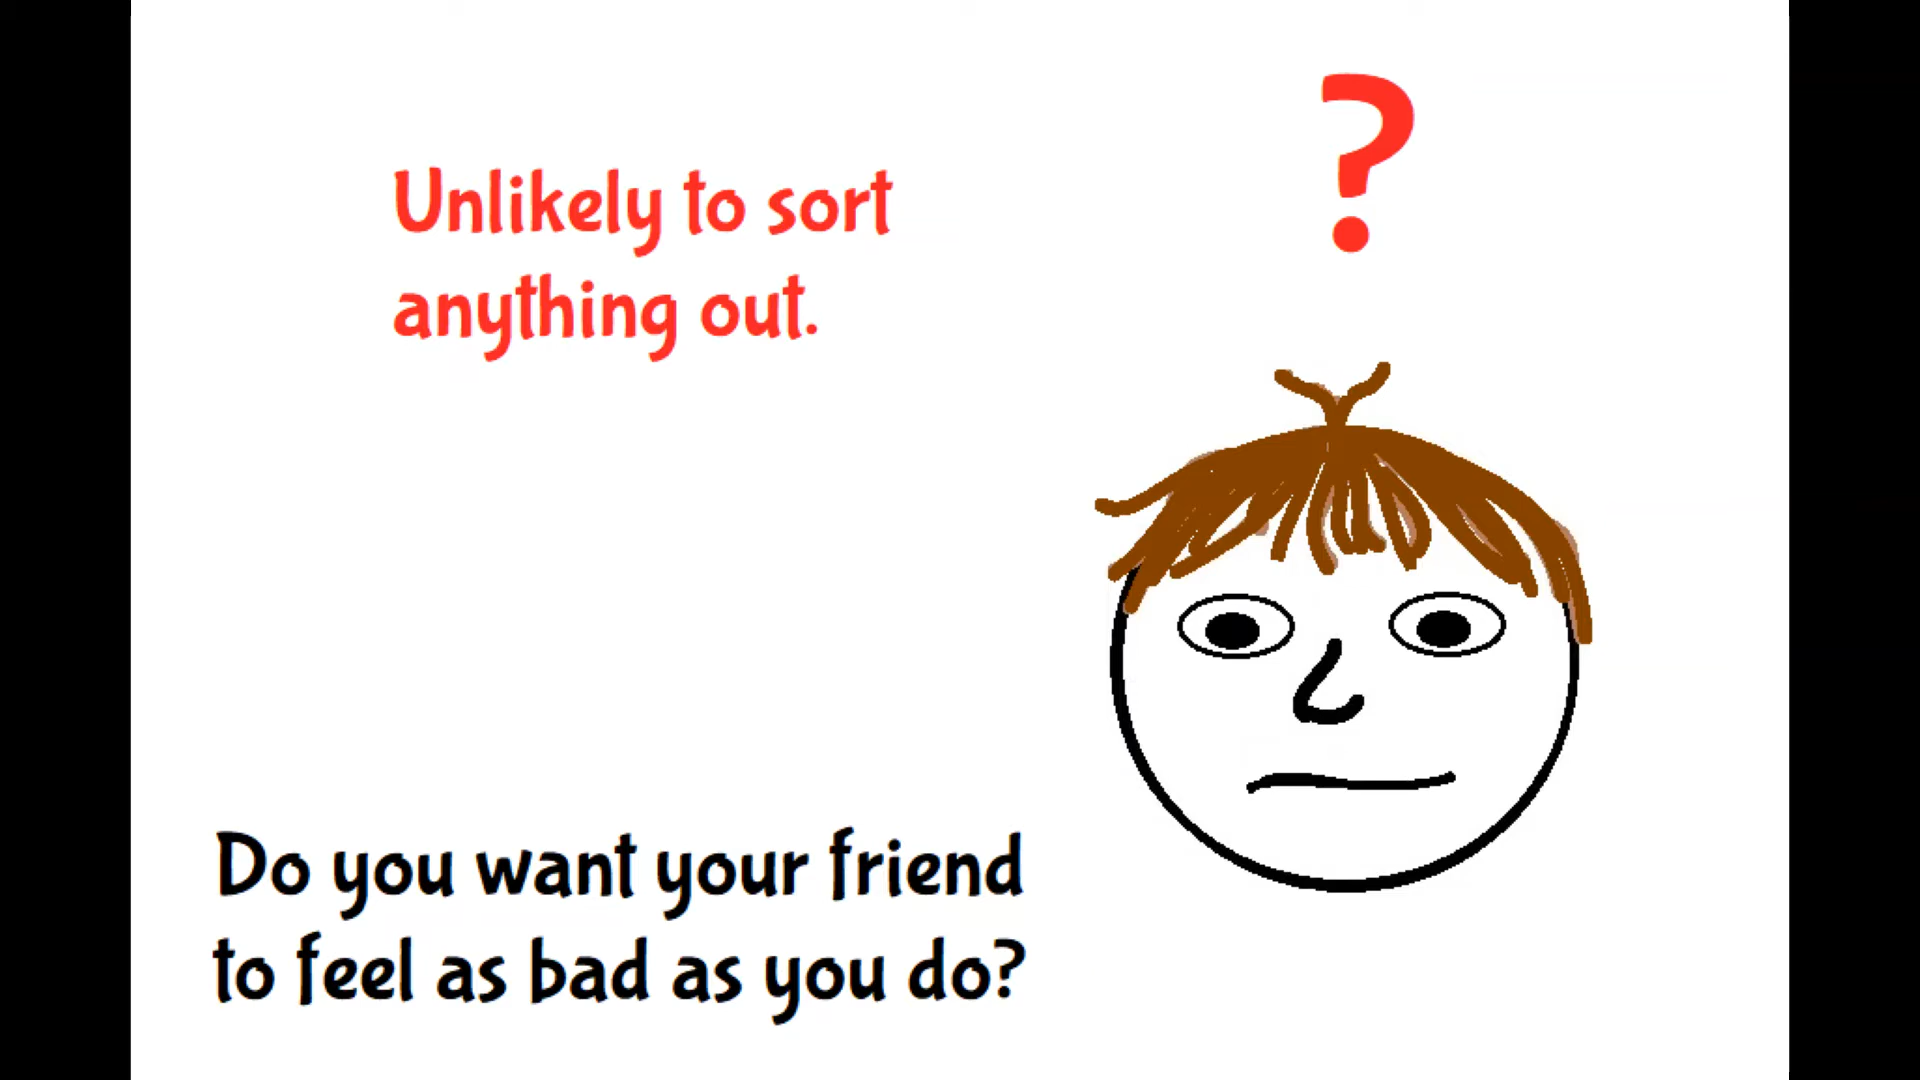 ?
Unlikely to sort
anything out.
Do you want your friend
to feel as bad as you do?